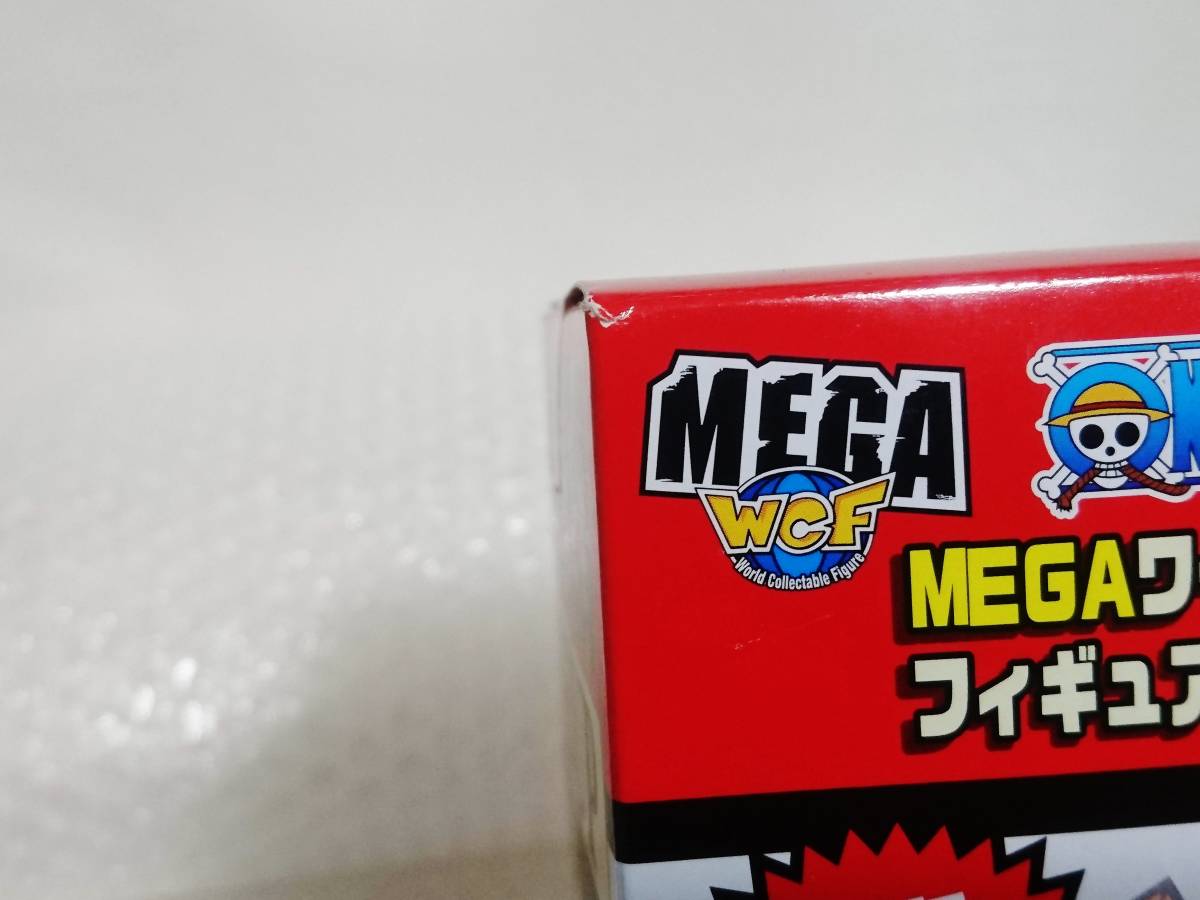 MEGA
WCF
World Collectable Figure
MEGAワ
フィギュア